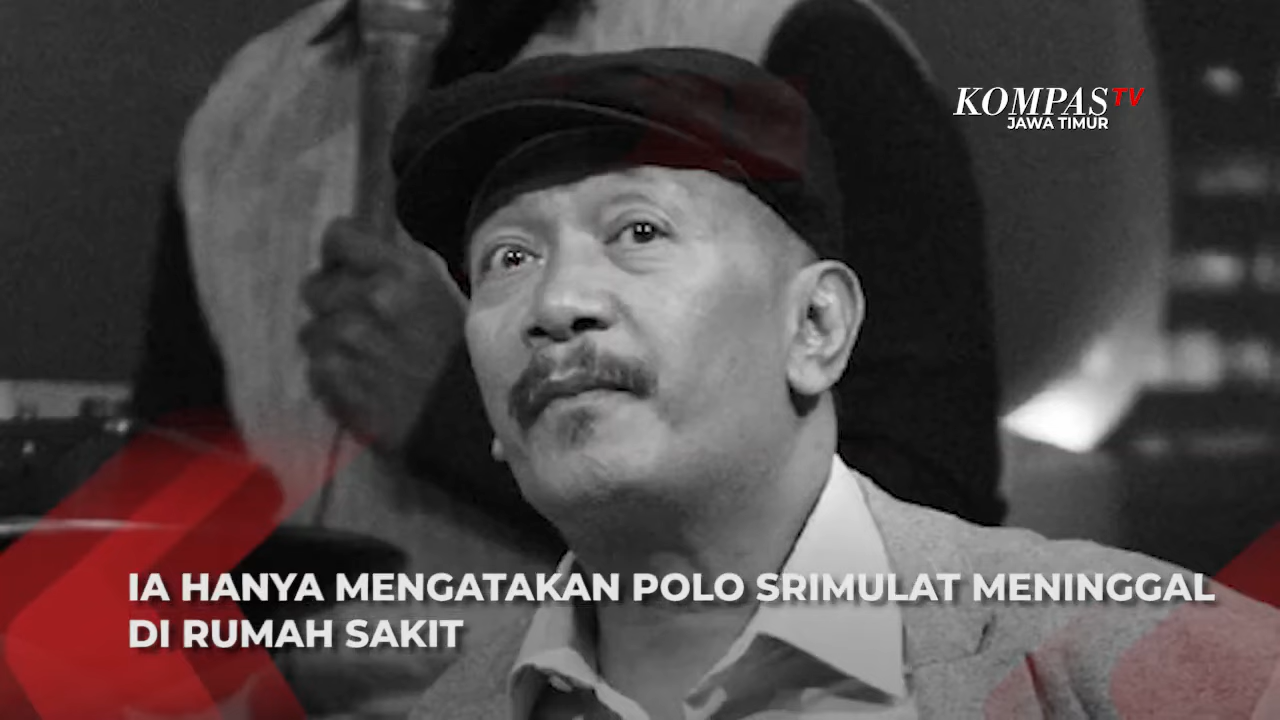 KOMPAS TV
JAWA TIMUR
IA HANYA MENGATAKAN POLO SRIMULAT MENINGGAL
DI RUMAH SAKIT